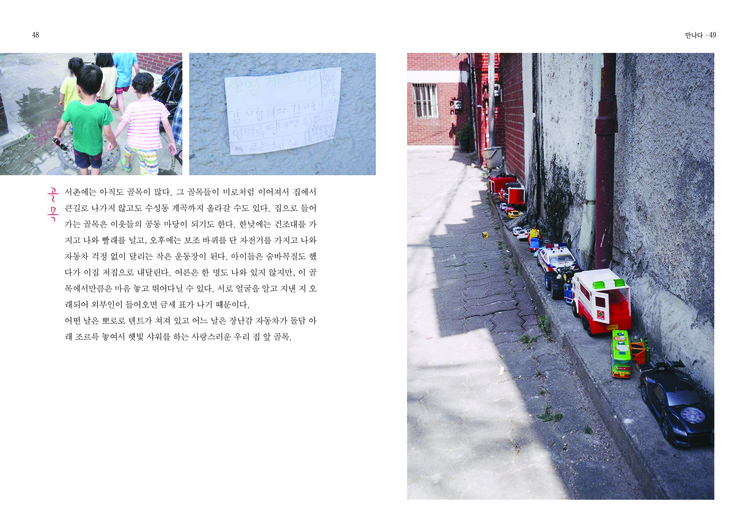 48
만나다 · 49
골목
서촌에는 아직도 골목이 많다. 그 골목들이 미로처럼 이어져서 집에서
큰길로 나가지 않고도 수성동 계곡까지 올라갈 수도 있다. 집으로 들어
가는 골목은 이웃들의 공동 마당이 되기도 한다. 한낮에는 건조대를 가
지고 나와 빨래를 널고, 오후에는 보조 바퀴를 단 자전거를 가지고 나와
자동차 걱정 없이 달리는 작은 운동장이 된다. 아이들은 숨바꼭질도 했
다가 이집 저집으로 내달린다. 어른은 한 명도 나와 있지 않지만, 이 골
목에서만큼은 마음 놓고 뛰어다닐 수 있다. 서로 얼굴을 알고 지낸 지 오
래되어 외부인이 들어오면 금세 표가 나기 때문이다.
어떤 날은 뽀로로 텐트가 쳐져 있고 어느 날은 장난감 자동차가 돌담 아
래 조르륵 놓여서 햇빛 샤워를 하는 사랑스러운 우리 집 앞 골목.